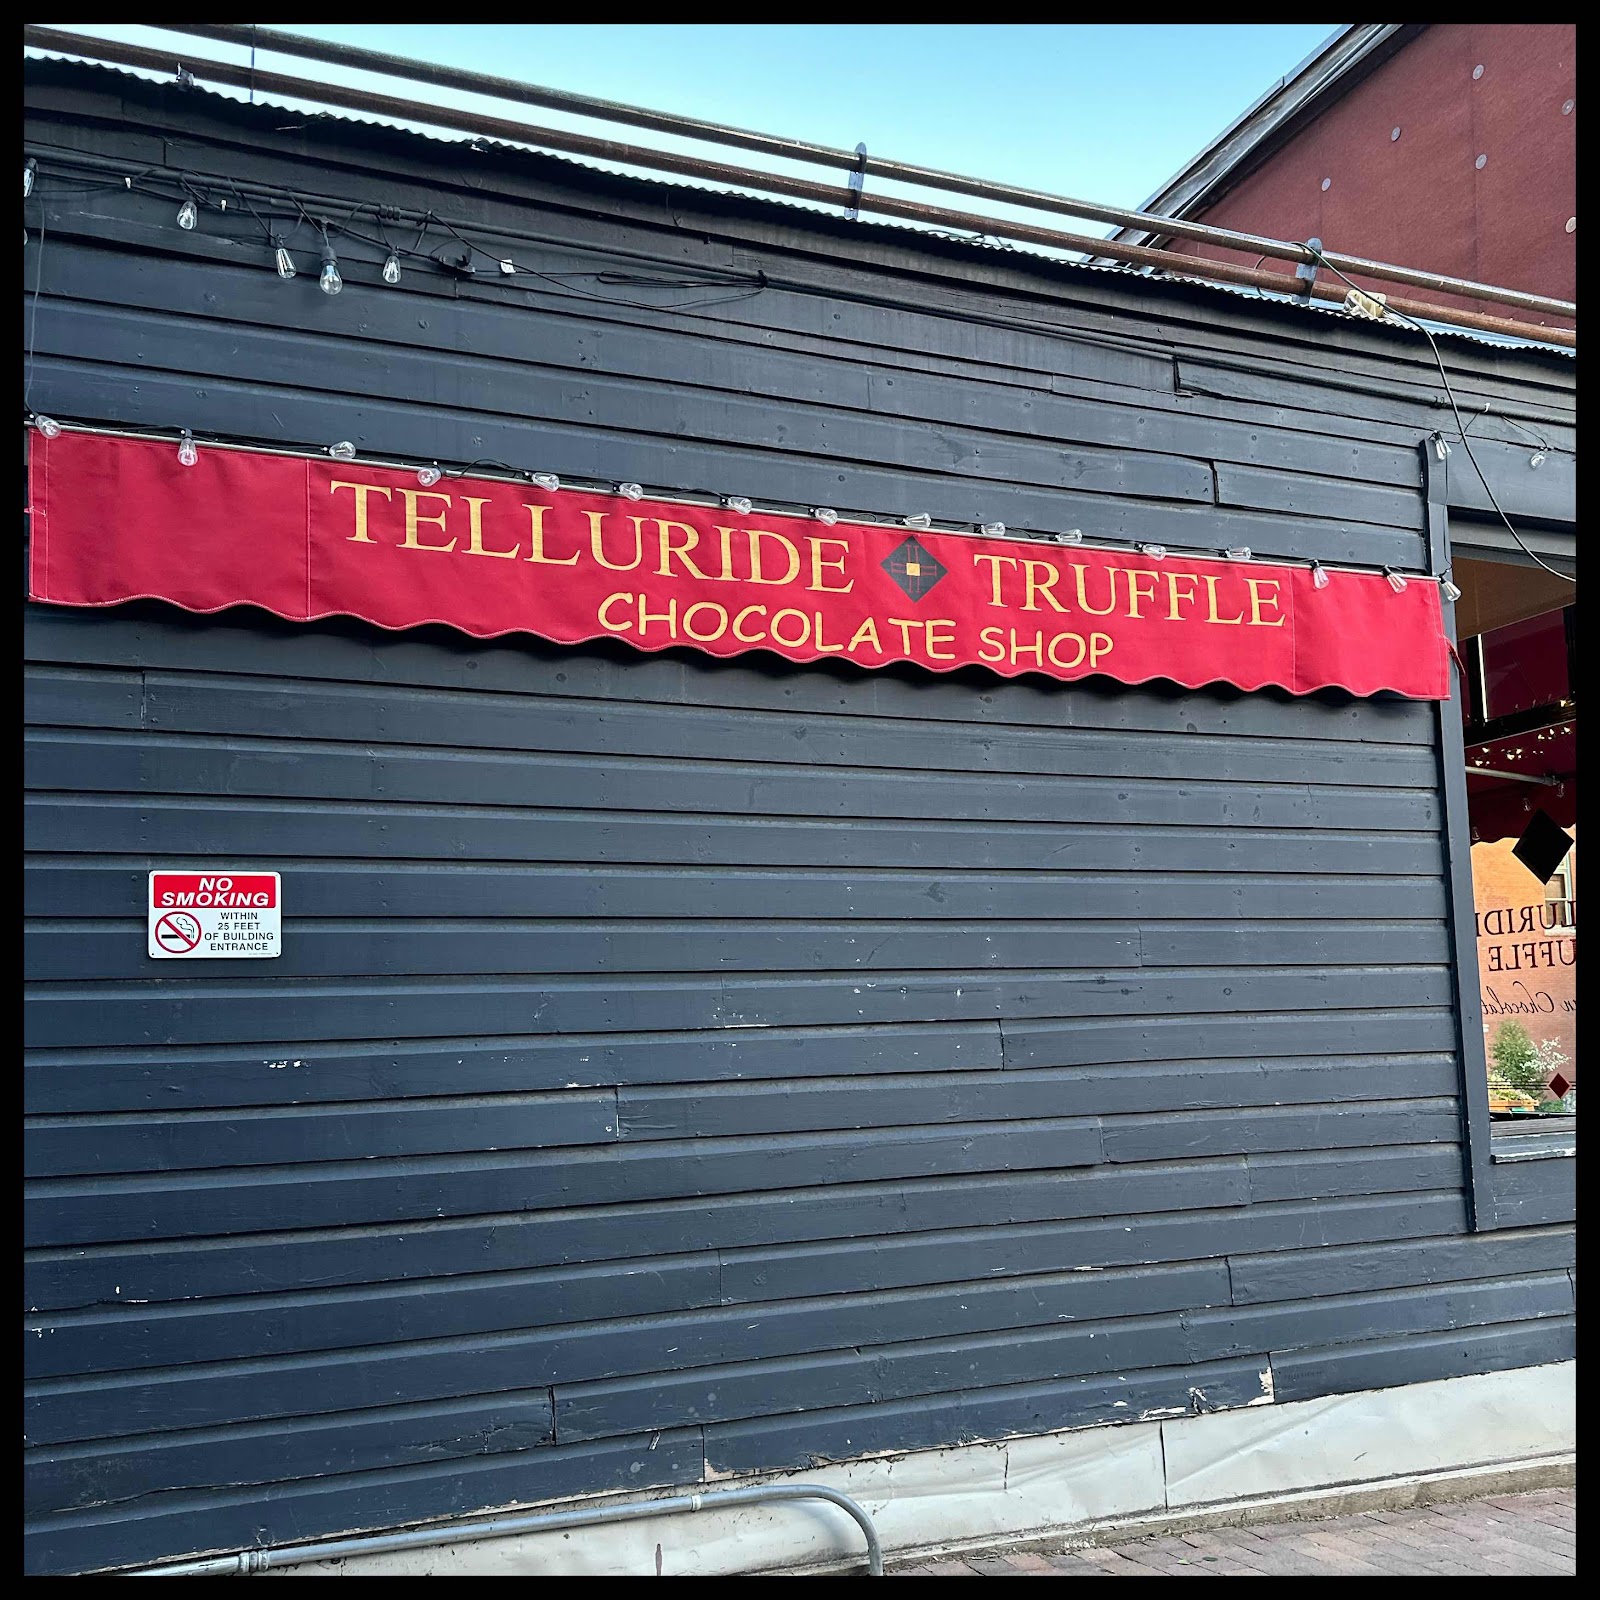 TELLURIDE TRUFFLE
CHOCOLATE SHOP
NO
SMOKING
WITHIN
25 FEET
OF BUILDING
ENTRANCE